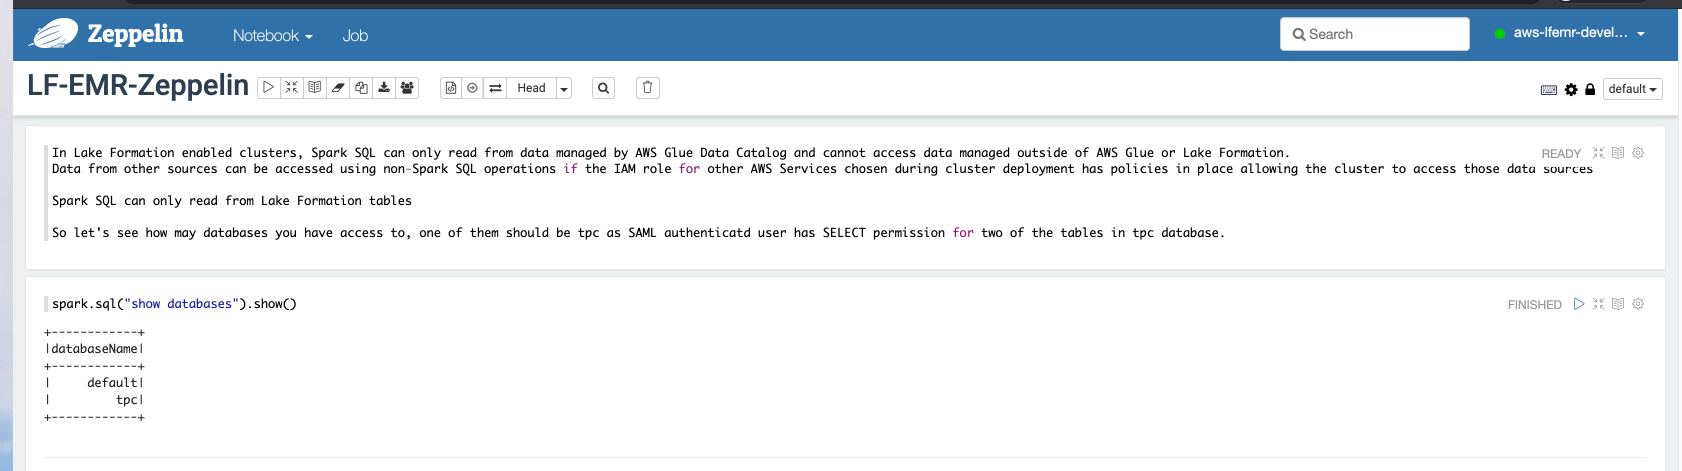 Zeppelin
Notebook
Job
Search
aws-lfemr-devel...
LF-EMR-Zeppelin
Head
default
In Lake Formation enabled clusters, Spark SQL can only read from data managed by AWS Glue Data Catalog and cannot access data managed outside of AWS Glue or Lake Formation.
READY
Data from other sources can be accessed using non-Spark SQL operations if the IAM role for other AWS Services chosen during cluster deployment has policies in place allowing the cluster to access those data sources
Spark SQL can only read from Lake Formation tables
So let's see how may databases you have access to, one of them should be tpc as SAML authenticatd user has SELECT permission for two of the tables in tpc database.
spark.sql("show databases").show()
FINISHED
+------------+
|databaseName|
+------------+
|     default|
|         tpc|
+------------+